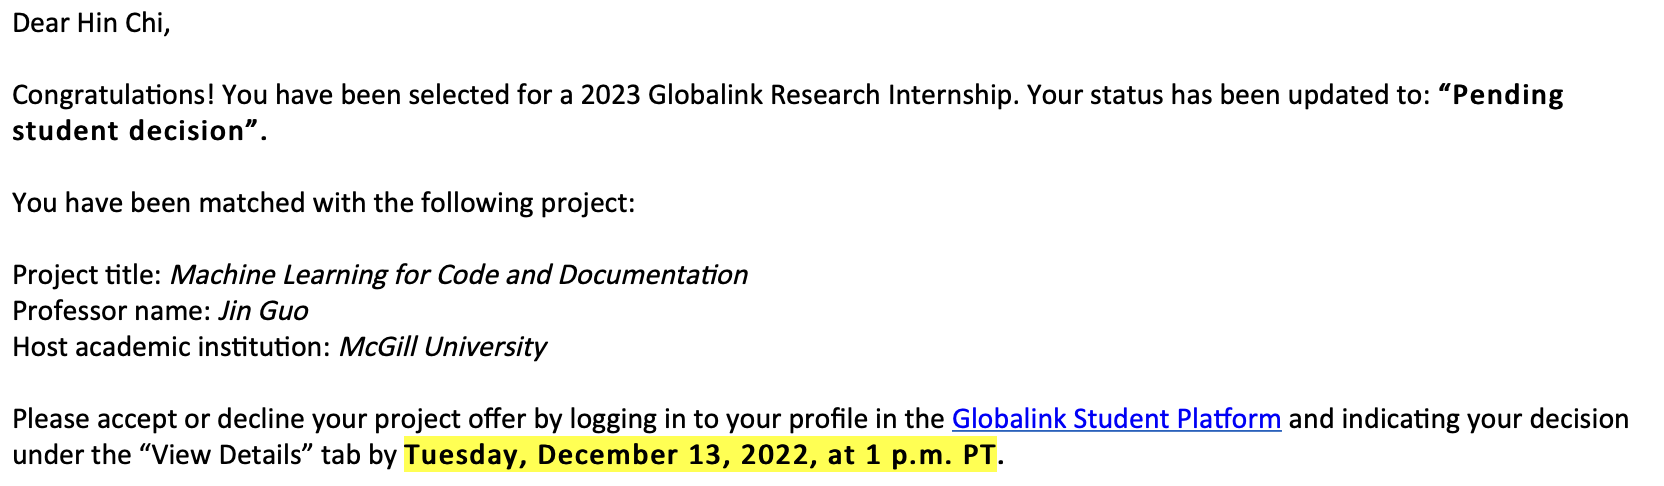 Dear Hin Chi,
Congratulations! You have been selected for a 2023 Globalink Research Internship. Your status has been updated to: “Pending
student decision”.
You have been matched with the following project:
Project title: Machine Learning for Code and Documentation
Professor name: Jin Guo
Host academic institution: McGill University
Please accept or decline your project offer by logging in to your profile in the Globalink Student Platform and indicating your decision
under the “View Details” tab by Tuesday, December 13, 2022, at 1 p.m. PT.